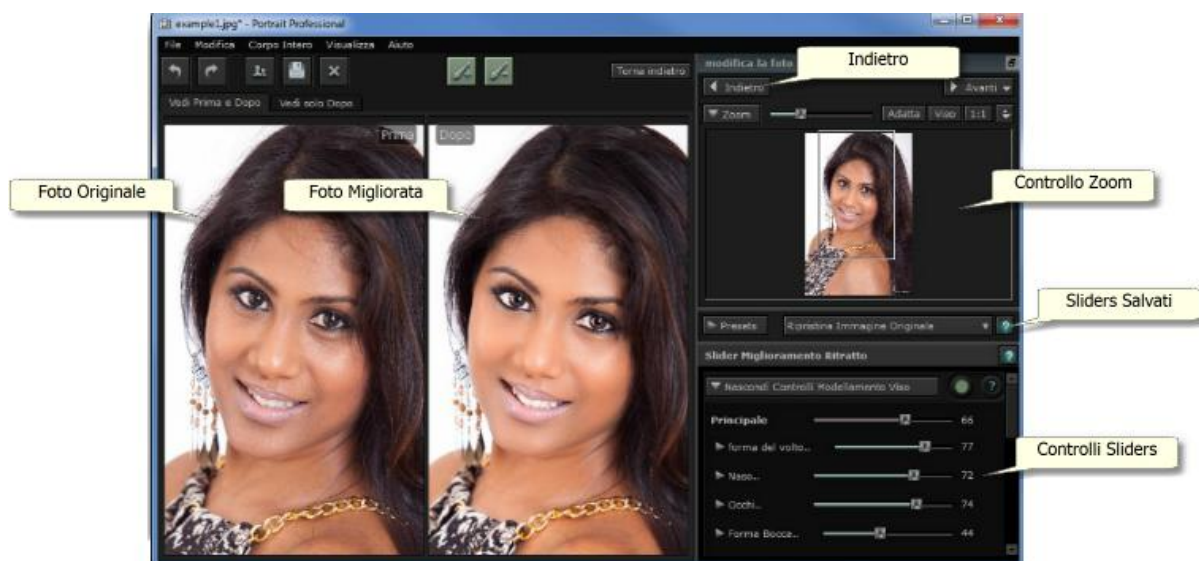 example1.jpg* - Portrait Professional
File Modifica Corpo Intero Visualizza Aiuto
Torna indietro
Vedi Prima e Dopo Vedi solo Dopo
Prima
Dopo
Foto Originale
Foto Migliorata
modifica la foto
Indietro
Indietro
Avanti
Zoom
Adatta Viso 1:1
Controllo Zoom
Sliders Salvati
Presets Ripristina Immagine Originale ?
Slider Miglioramento Ritratto ?
Nascondi Controlli Modellamento Viso ?
Principale 66
forma del volto... 77
Controlli Sliders
Naso... 72
Occhi... 74
Forma Bocca... 44